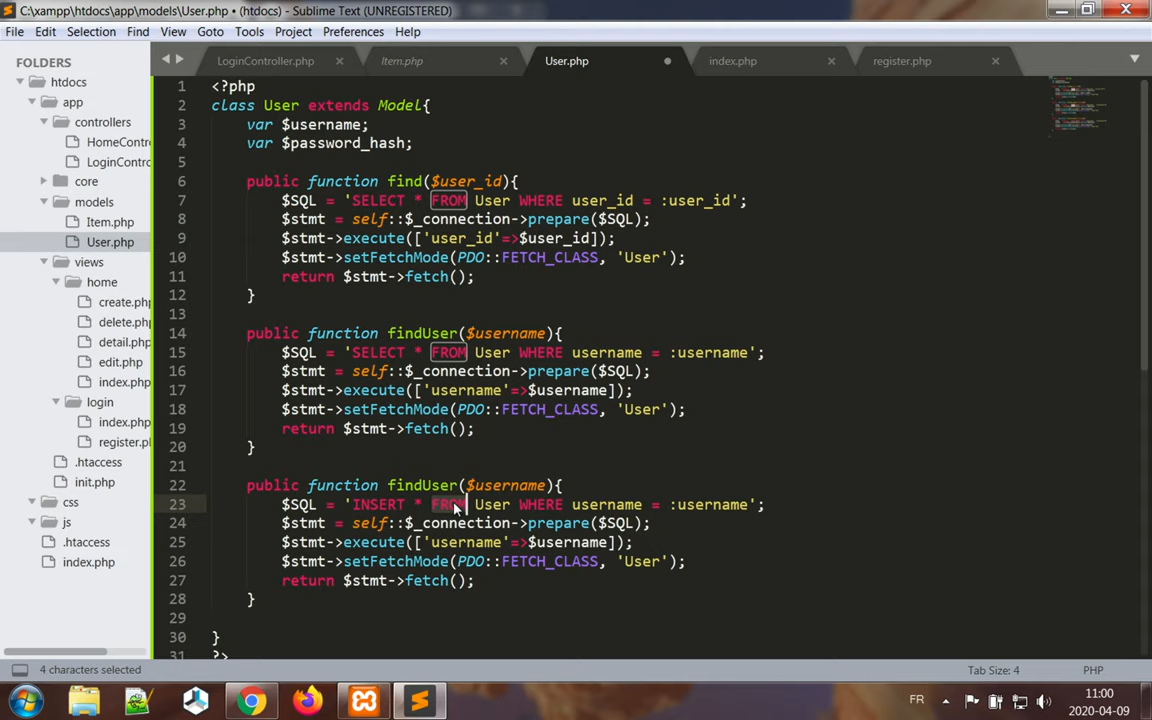 C:\xampp\htdocs\app\models\User.php • (htdocs) - Sublime Text (UNREGISTERED)
File Edit Selection Find View Goto Tools Project Preferences Help
FOLDERS
htdocs
app
controllers
HomeContr
LoginContro
core
models
Item.php
User.php
views
home
create.php
delete.php
detail.php
edit.php
index.php
login
index.php
register.pl
.htaccess
init.php
css
js
.htaccess
index.php
LoginController.php Item.php User.php index.php register.php
1 <?php
2 class User extends Model{
3 var $username;
4 var $password_hash;
5
6 public function find($user_id){
7 $SQL = 'SELECT * FROM User WHERE user_id = :user_id';
8 $stmt = self::$_connection->prepare($SQL);
9 $stmt->execute(['user_id'=>$user_id]);
10 $stmt->setFetchMode(PDO::FETCH_CLASS, 'User');
11 return $stmt->fetch();
12 }
13
14 public function findUser($username){
15 $SQL = 'SELECT * FROM User WHERE username = :username';
16 $stmt = self::$_connection->prepare($SQL);
17 $stmt->execute(['username'=>$username]);
18 $stmt->setFetchMode(PDO::FETCH_CLASS, 'User');
19 return $stmt->fetch();
20 }
21
22 public function findUser($username){
23 $SQL = 'INSERT * FROM User WHERE username = :username';
24 $stmt = self::$_connection->prepare($SQL);
25 $stmt->execute(['username'=>$username]);
26 $stmt->setFetchMode(PDO::FETCH_CLASS, 'User');
27 return $stmt->fetch();
28 }
29
30 }
31 ?>
4 characters selected Tab Size: 4 PHP
FR 11:00
2020-04-09